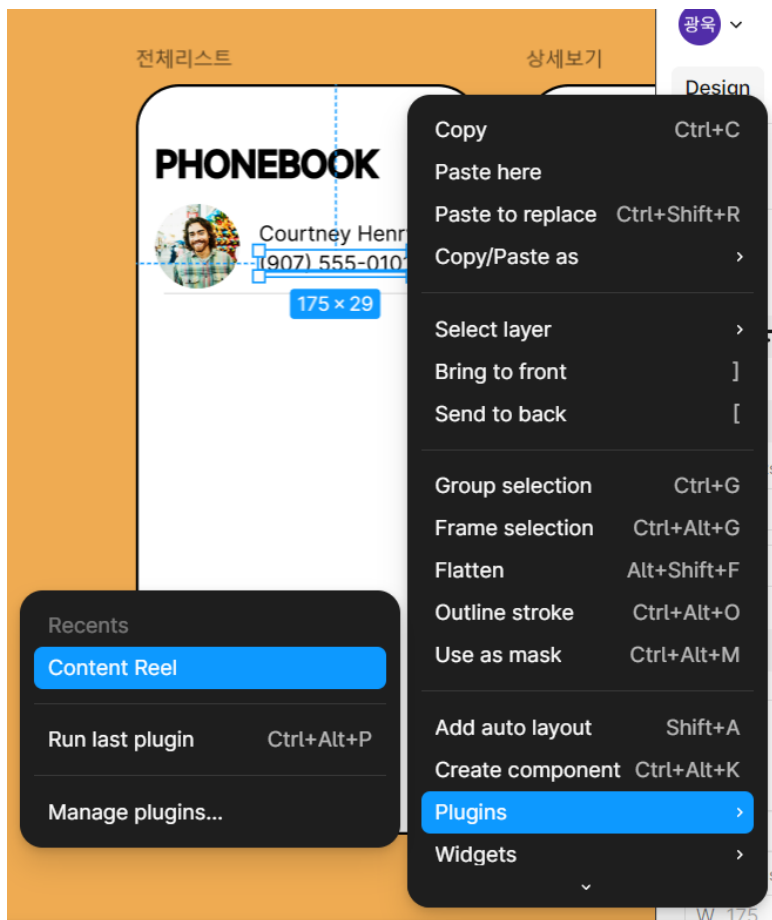 광욱
전체리스트
상세보기
Design
PHONEBOOK
Courtney Henr
(907) 555-0101
175 × 29
Copy Ctrl+C
Paste here
Paste to replace Ctrl+Shift+R
Copy/Paste as
Select layer
Bring to front ]
Send to back [
Group selection Ctrl+G
Frame selection Ctrl+Alt+G
Flatten Alt+Shift+F
Outline stroke Ctrl+Alt+O
Use as mask Ctrl+Alt+M
Add auto layout Shift+A
Create component Ctrl+Alt+K
Plugins
Widgets
Recents
Content Reel
Run last plugin Ctrl+Alt+P
Manage plugins...
W 175